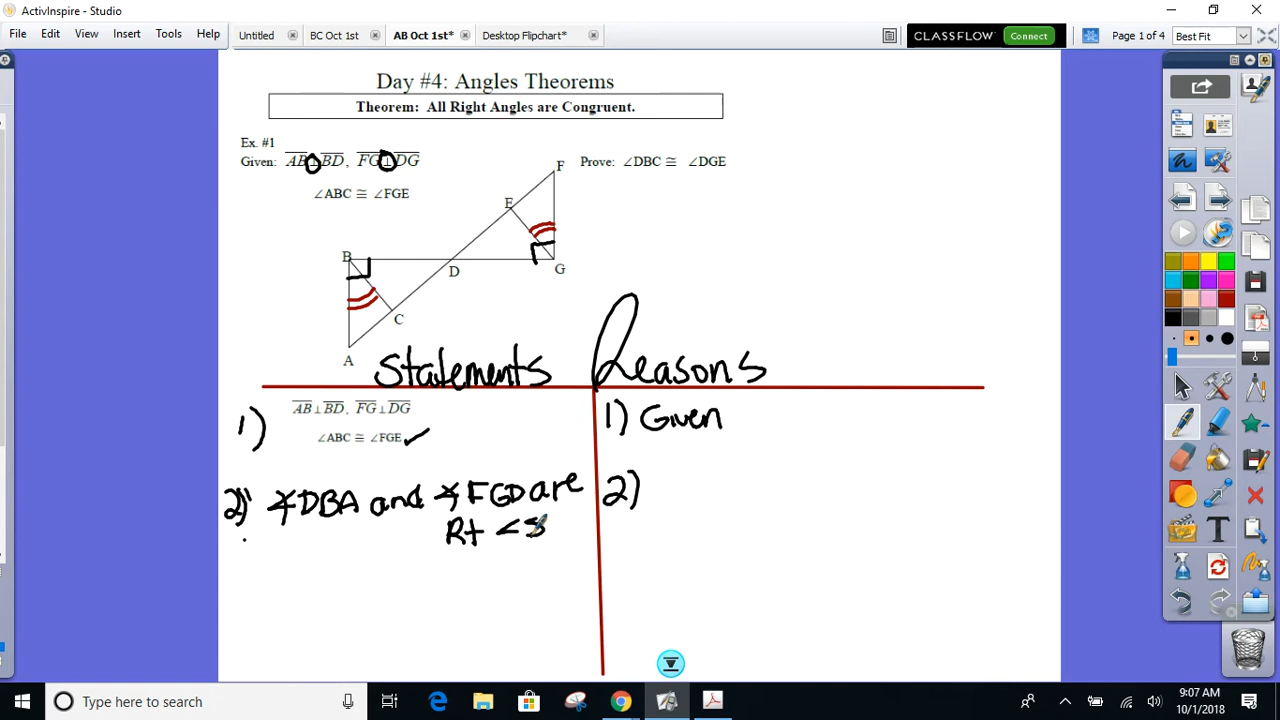 ActivInspire - Studio
File Edit View Insert Tools Help
Untitled BC Oct 1st AB Oct 1st* Desktop Flipchart*
CLASSFLOW Connect
Page 1 of 4 Best Fit
Day #4: Angles Theorems
Theorem: All Right Angles are Congruent.
Ex. #1
Given: AB⊥BD, FG⊥DG Prove: ∠DBC ≅ ∠DGE
∠ABC ≅ ∠FGE
F
E
B
D
G
C
A
Statements Reasons
1) AB⊥BD, FG⊥DG 1) Given
∠ABC ≅ ∠FGE ✓
2) ∡DBA and ∡FGD are 2)
Rt <s
Type here to search
9:07 AM
10/1/2018